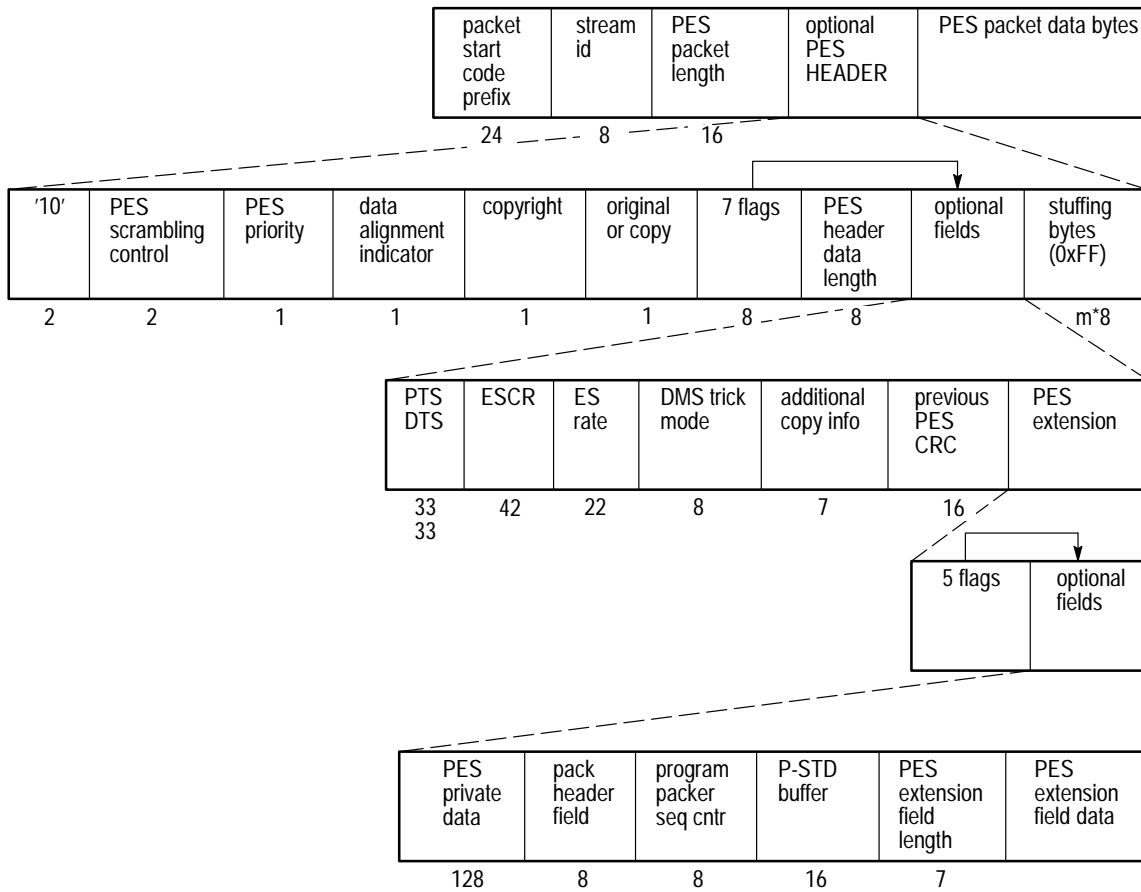 packet
start
code
prefix
stream
id
PES
packet
length
optional
PES
HEADER
PES packet data bytes
24
8
16
'10'
PES
scrambling
control
PES
priority
data
alignment
indicator
copyright
original
or copy
7 flags
PES
header
data
length
optional
fields
stuffing
bytes
(0xFF)
2
2
1
1
1
1
8
8
m*8
PTS
DTS
ESCR
ES
rate
DMS trick
mode
additional
copy info
previous
PES
CRC
PES
extension
33
33
42
22
8
7
16
5 flags
optional
fields
PES
private
data
pack
header
field
program
packer
seq cntr
P-STD
buffer
PES
extension
field
length
PES
extension
field data
128
8
8
16
7